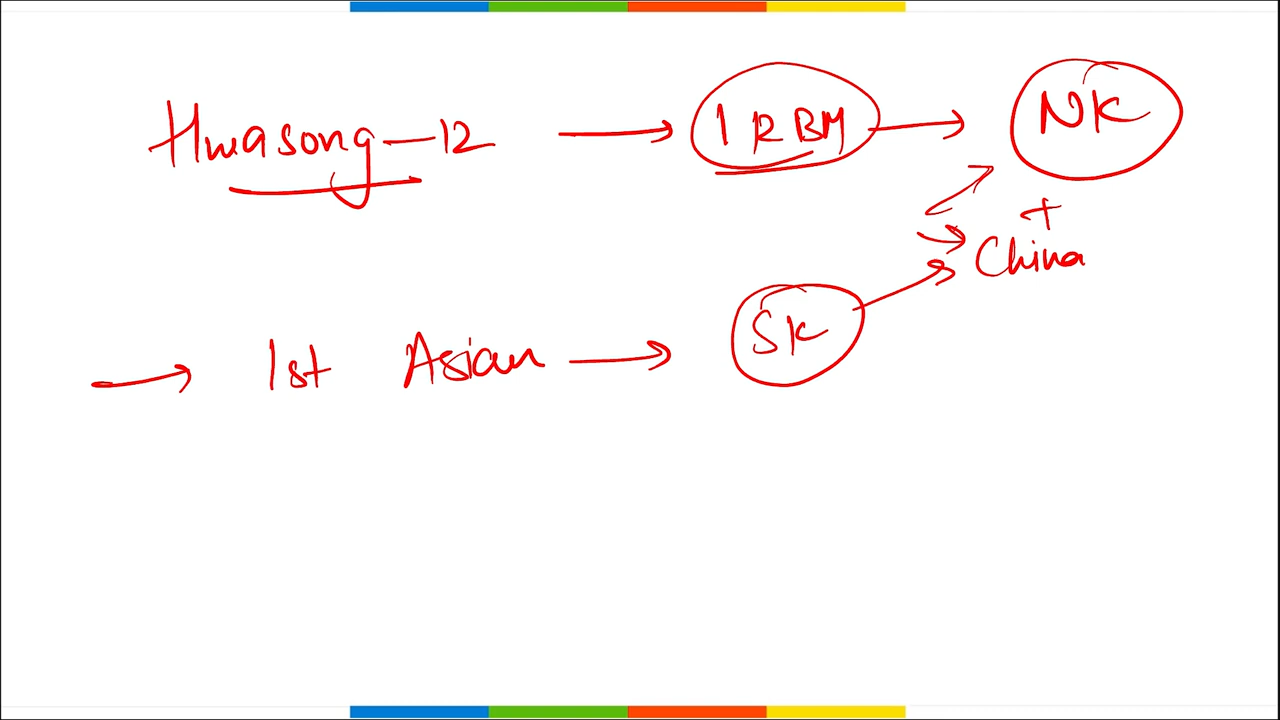 Hwasong-12 → IRBM → NK
+
China
→ 1st Asian → SK